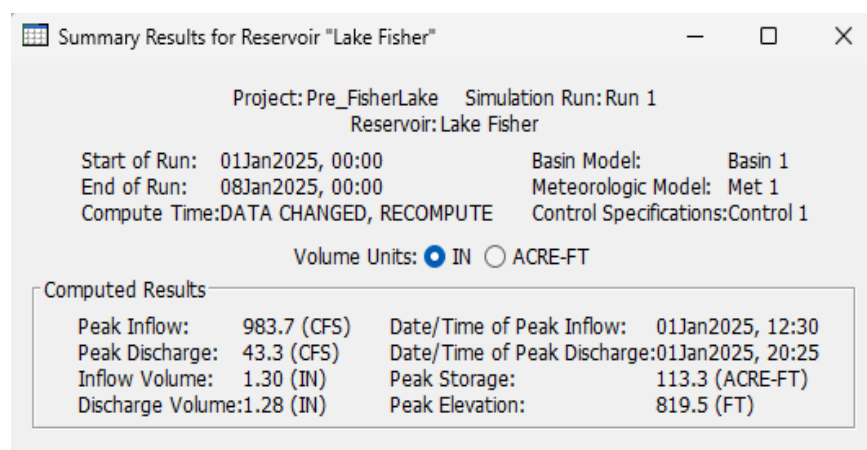 Summary Results for Reservoir "Lake Fisher"
Project: Pre_FisherLake Simulation Run: Run 1
Reservoir: Lake Fisher
Start of Run: 01Jan2025, 00:00 Basin Model: Basin 1
End of Run: 08Jan2025, 00:00 Meteorologic Model: Met 1
Compute Time:DATA CHANGED, RECOMPUTE Control Specifications:Control 1
Volume Units: IN ACRE-FT
Computed Results
Peak Inflow: 983.7 (CFS) Date/Time of Peak Inflow: 01Jan2025, 12:30
Peak Discharge: 43.3 (CFS) Date/Time of Peak Discharge:01Jan2025, 20:25
Inflow Volume: 1.30 (IN) Peak Storage: 113.3 (ACRE-FT)
Discharge Volume:1.28 (IN) Peak Elevation: 819.5 (FT)